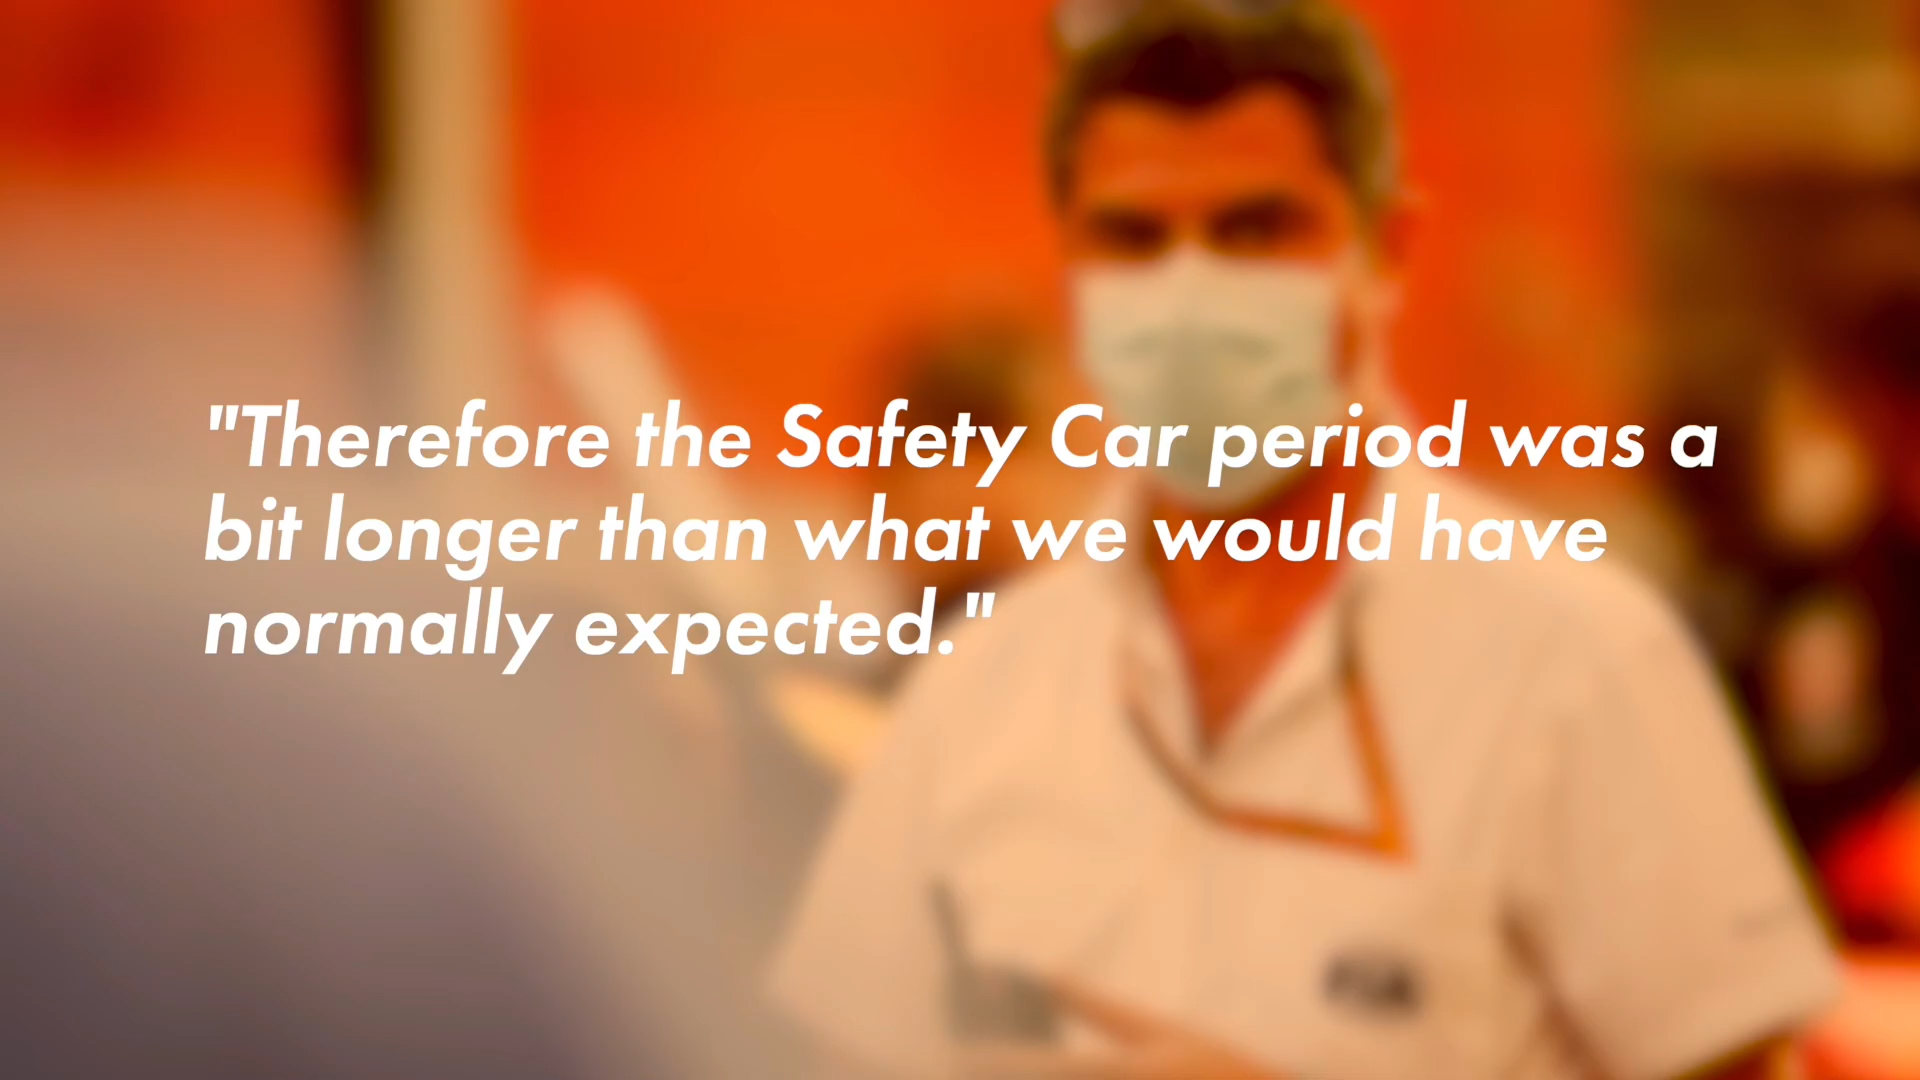 "Therefore the Safety Car period was a
bit longer than what we would have
normally expected."